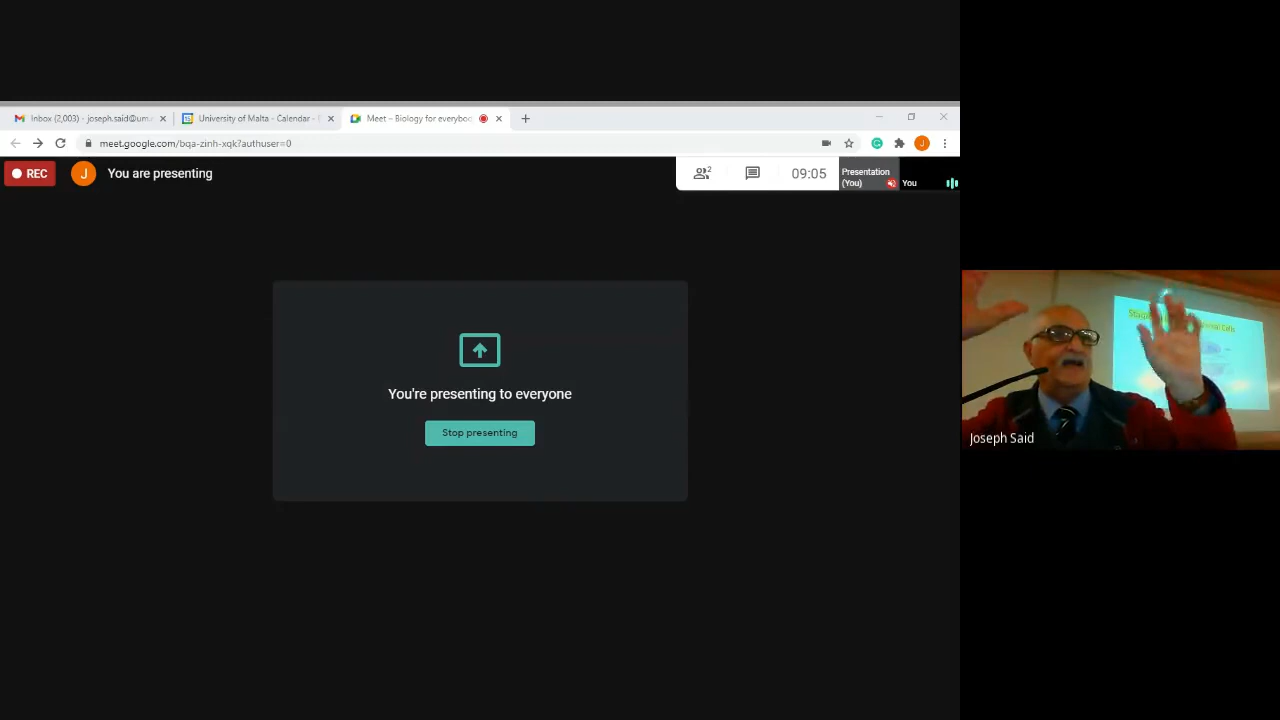 Inbox (2,003) - joseph.said@um.
University of Malta - Calendar -
Meet – Biology for everybo
meet.google.com/bqa-zinh-xqk?authuser=0
J
REC
J
You are presenting
2
09:05
Presentation
(You)
You
You're presenting to everyone
Stop presenting
Cells
Joseph Said